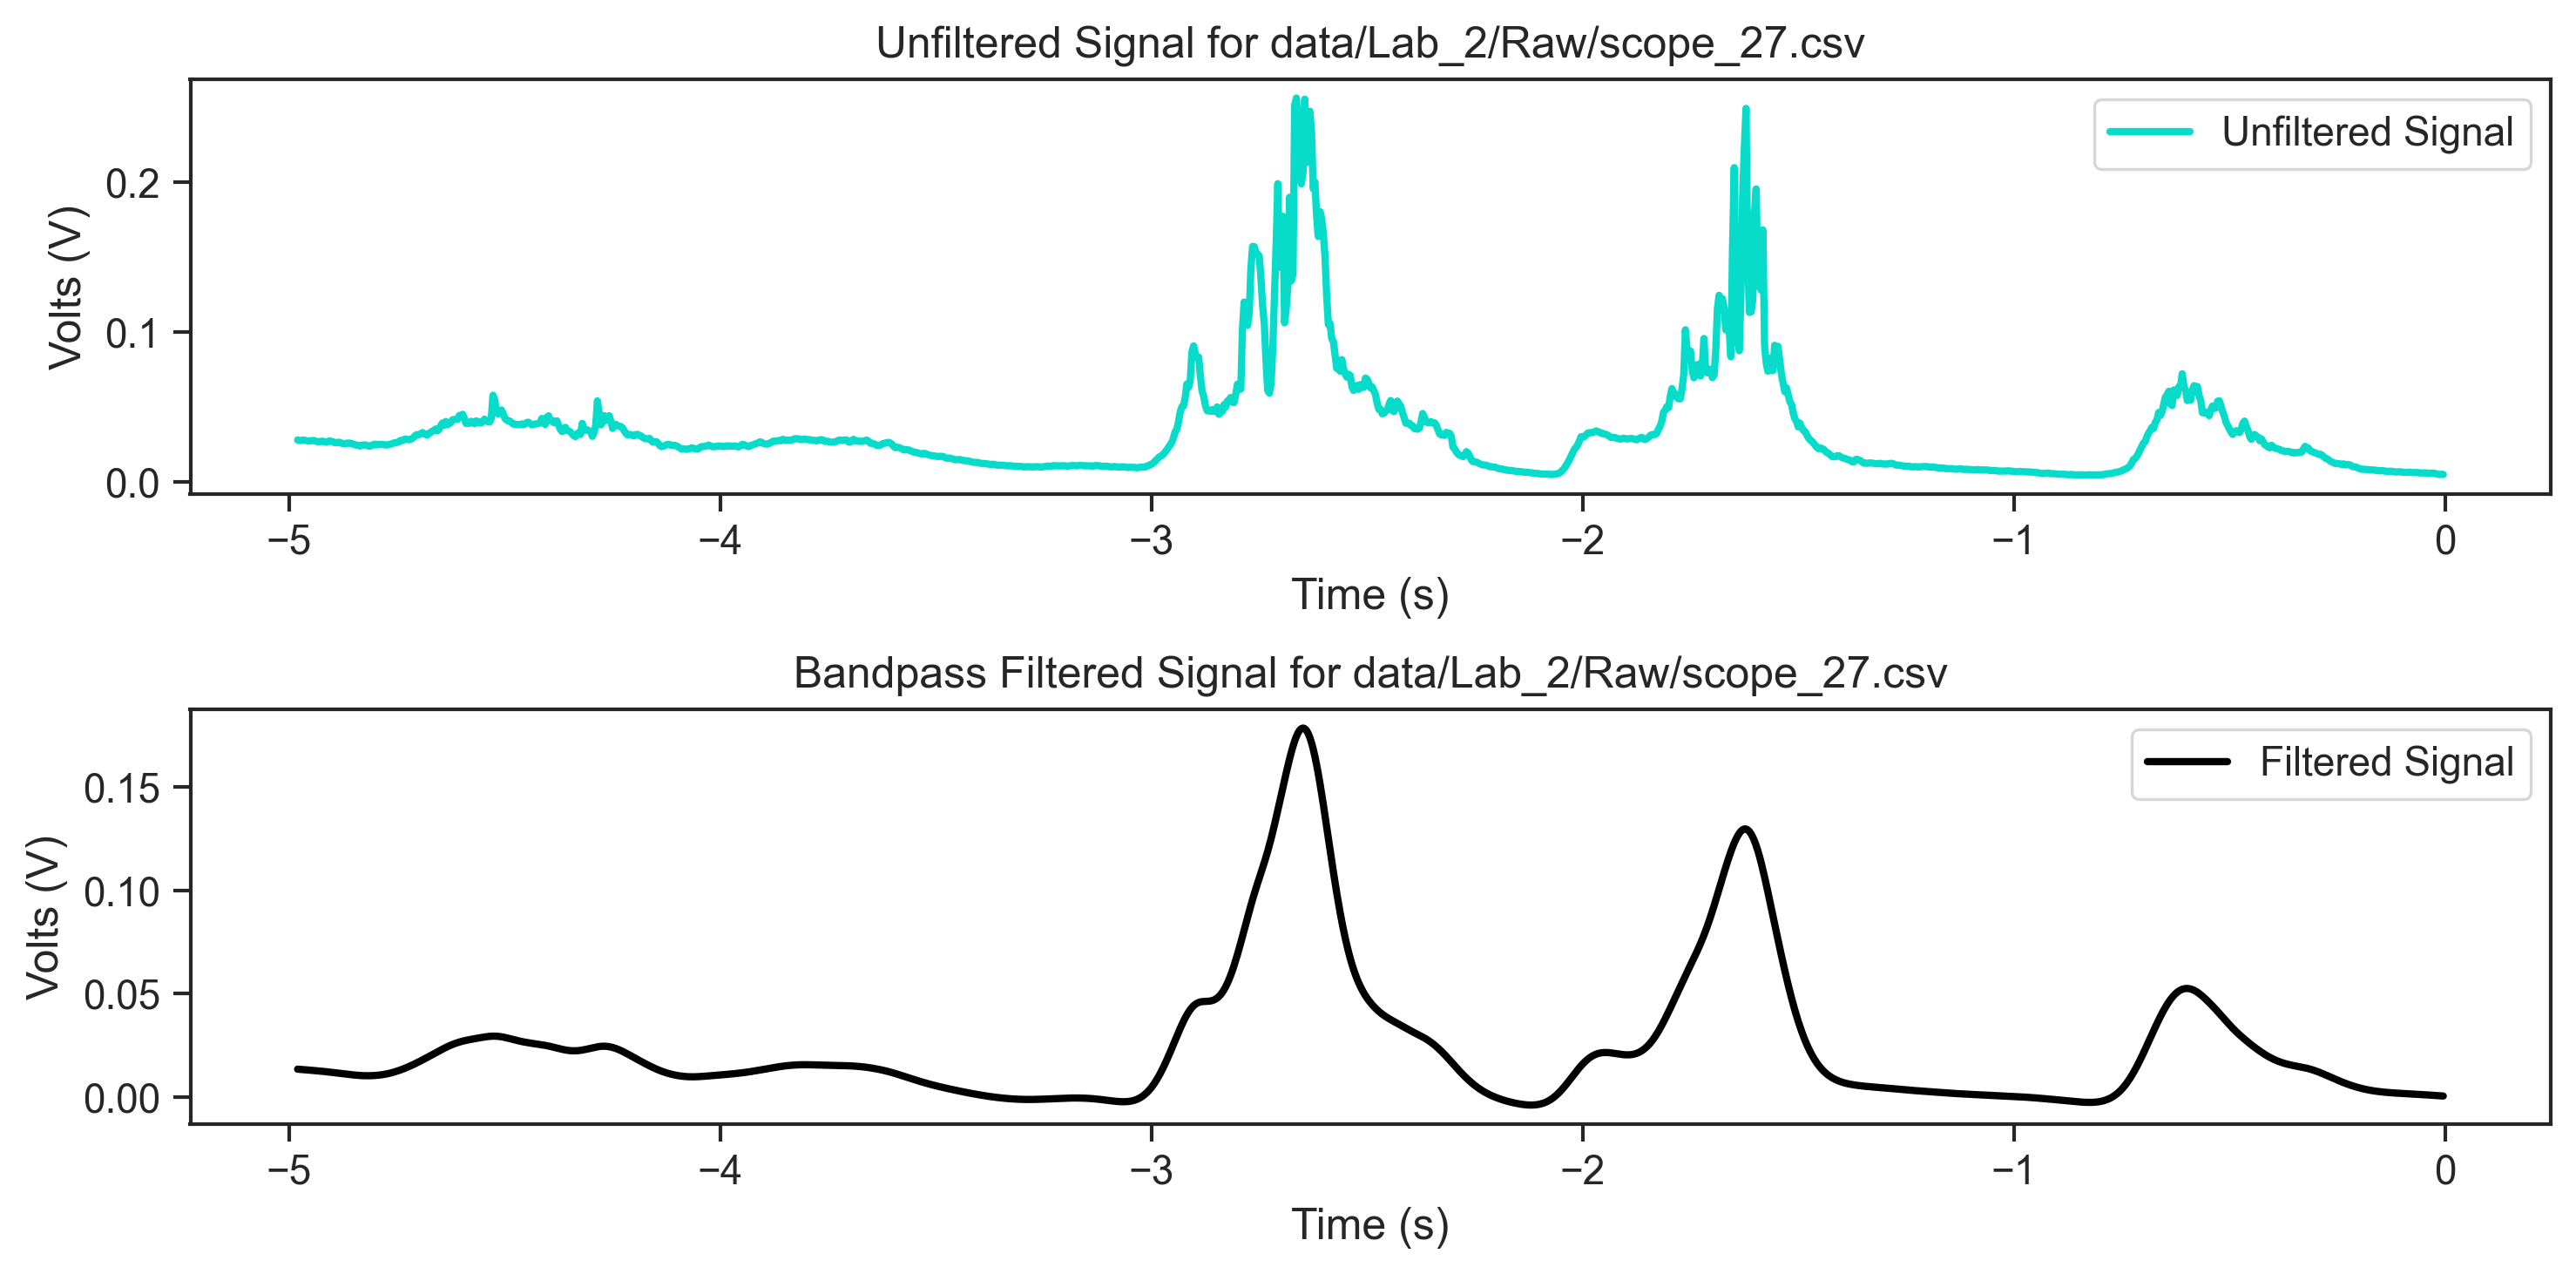 Unfiltered Signal for data/Lab_2/Raw/scope_27.csv
Unfiltered Signal
Volts (V)
0.2
0.1
0.0
−5 −4 −3 −2 −1 0
Time (s)
Bandpass Filtered Signal for data/Lab_2/Raw/scope_27.csv
Filtered Signal
Volts (V)
0.15
0.10
0.05
0.00
−5 −4 −3 −2 −1 0
Time (s)